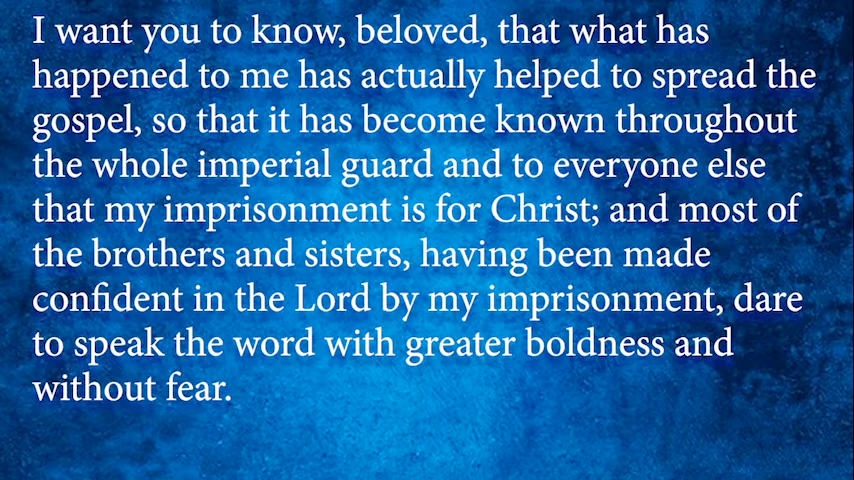 I want you to know, beloved, that what has
happened to me has actually helped to spread the
gospel, so that it has become known throughout
the whole imperial guard and to everyone else
that my imprisonment is for Christ; and most of
the brothers and sisters, having been made
confident in the Lord by my imprisonment, dare
to speak the word with greater boldness and
without fear.